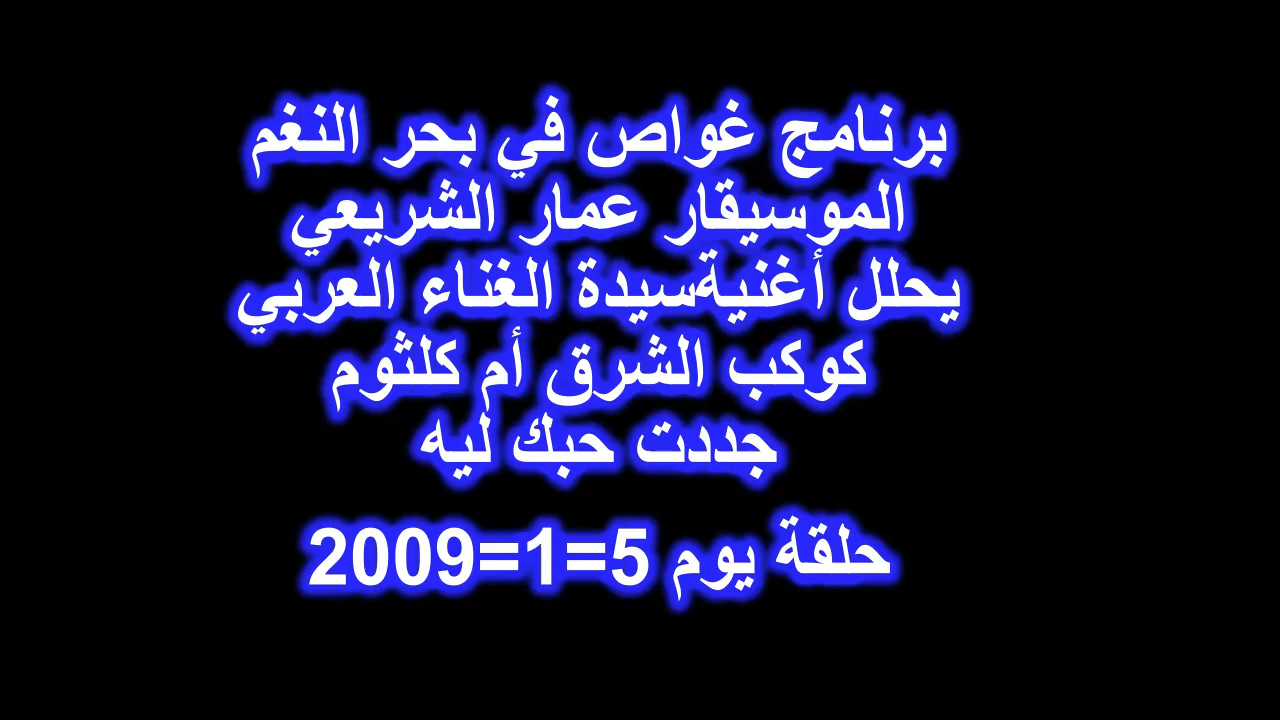 برنامج غواص في بحر النغم
الموسيقار عمار الشريعي
يحلل أغنيةسيدة الغناء العربي
كوكب الشرق أم كلثوم
جددت حبك ليه
حلقة يوم 5=1=2009